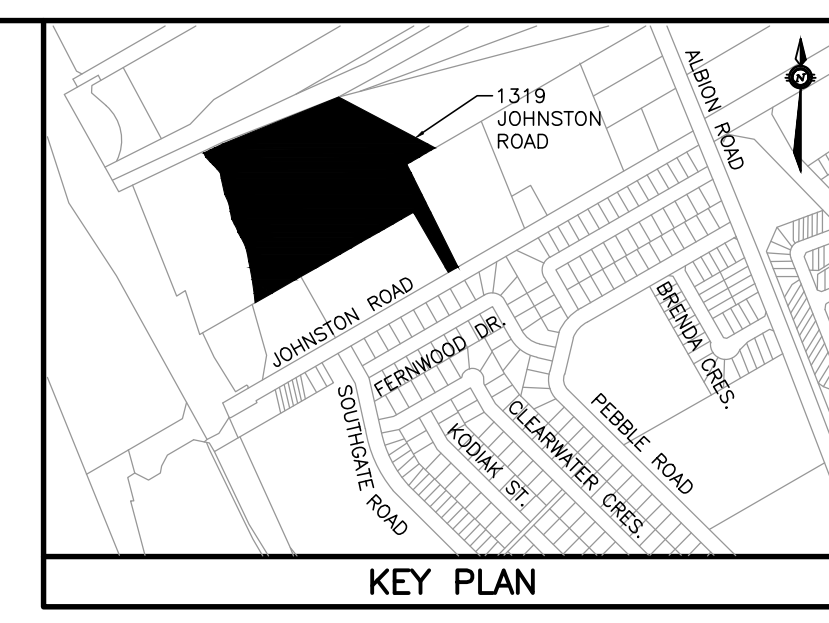 1319
JOHNSTON
ROAD
ALBION ROAD
N
JOHNSTON ROAD
FERNWOOD DR.
BRENDA CRES.
SOUTHGATE ROAD
KODIAK ST.
CLEARWATER CRES.
PEBBLE ROAD
KEY PLAN